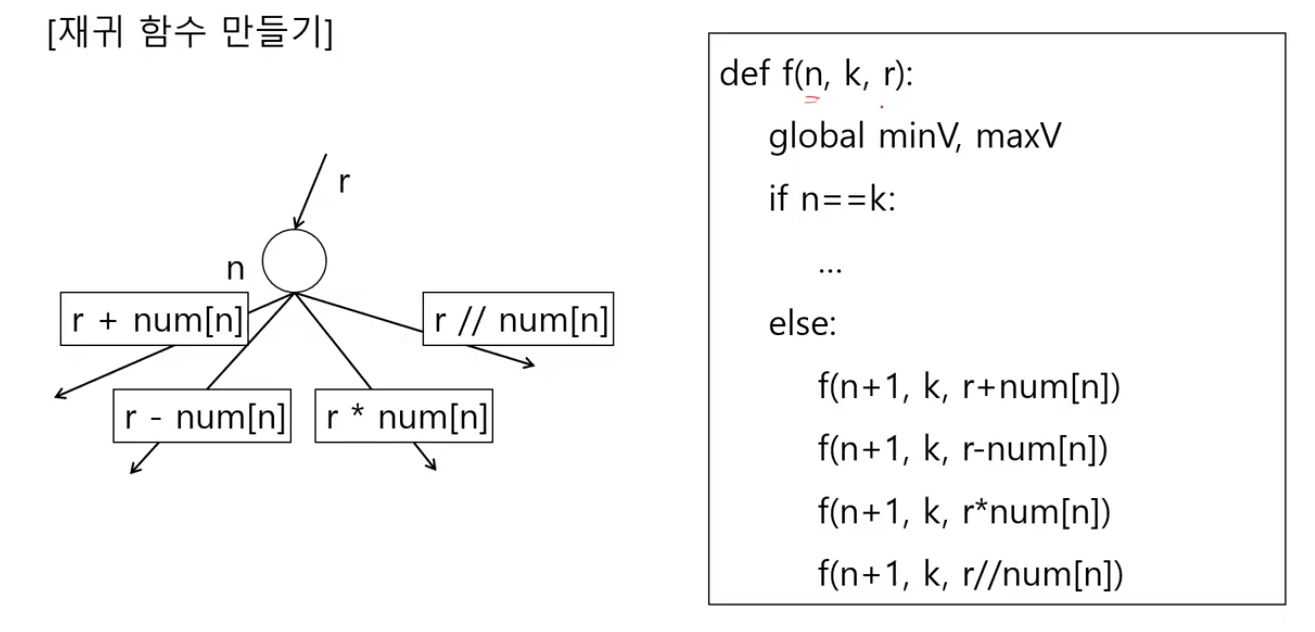 [재귀 함수 만들기]
r
n
r + num[n]
r // num[n]
r - num[n]
r * num[n]
def f(n, k, r):
global minV, maxV
if n==k:
...
else:
f(n+1, k, r+num[n])
f(n+1, k, r-num[n])
f(n+1, k, r*num[n])
f(n+1, k, r//num[n])